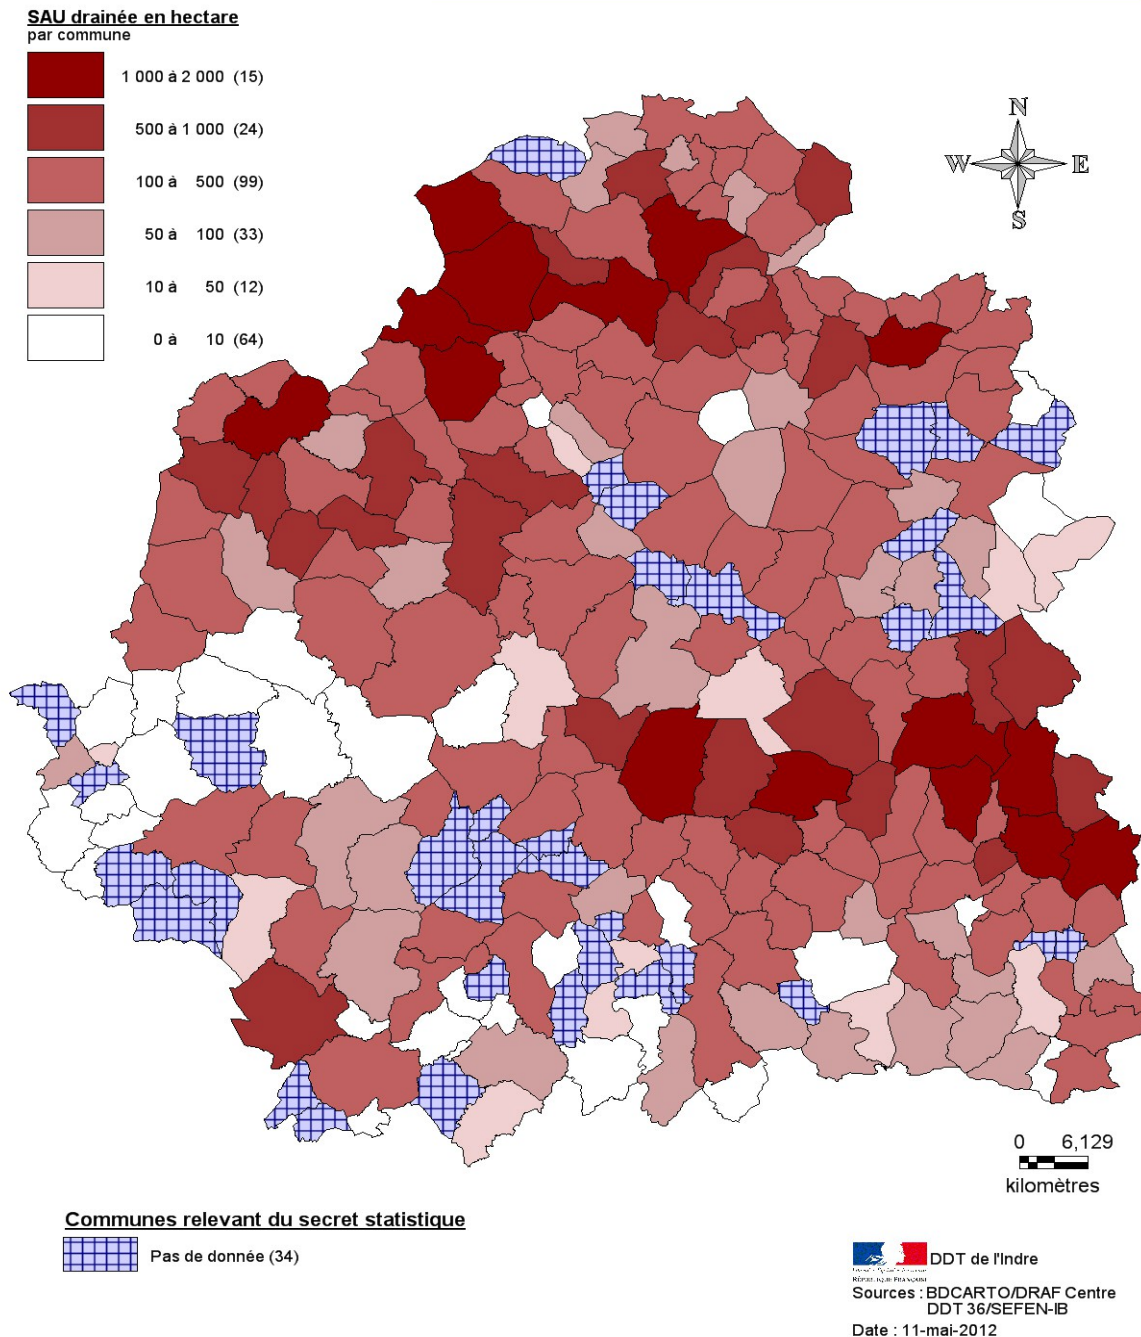 SAU drainée en hectare
par commune
1 000 à 2 000 (15)
500 à 1 000 (24)
100 à 500 (99)
50 à 100 (33)
10 à 50 (12)
0 à 10 (64)
N
W E
S
0 6,129
kilomètres
Communes relevant du secret statistique
Pas de donnée (34)
DDT de l'Indre
RÉPUBLIQUE FRANÇAISE
Sources : BDCARTO/DRAF Centre
DDT 36/SEFEN-IB
Date : 11-mai-2012